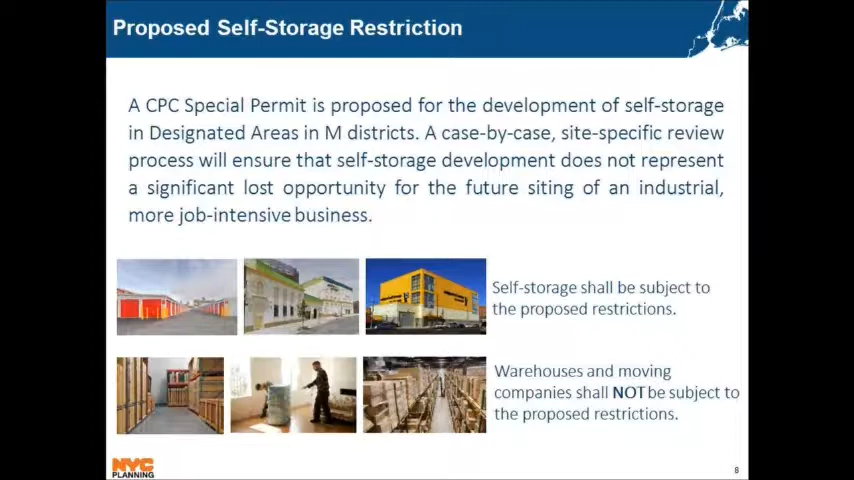 Proposed Self-Storage Restriction
A CPC Special Permit is proposed for the development of self-storage
in Designated Areas in M districts. A case-by-case, site-specific review
process will ensure that self-storage development does not represent
a significant lost opportunity for the future siting of an industrial,
more job-intensive business.
Self-storage shall be subject to
the proposed restrictions.
Warehouses and moving
companies shall NOT be subject to
the proposed restrictions.
NYC
PLANNING
8